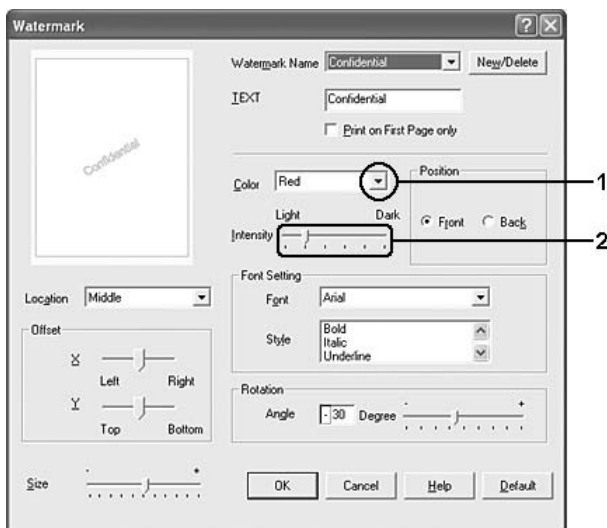 Watermark
Watermark Name Confidential New/Delete
TEXT Confidential
Print on First Page only
Confidential
Color Red
Position
Front Back
1
Light Dark
Intensity
2
Location Middle
Font Setting
Font Arial
Style Bold
Italic
Underline
Offset
X
Left Right
Y
Top Bottom
Rotation
Angle -30 Degree - +
Size - +
OK Cancel Help Default